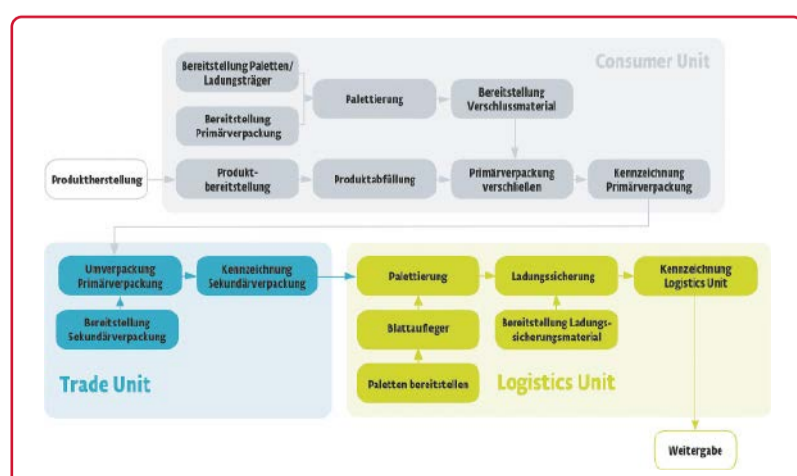 Consumer Unit
Bereitstellung Paletten/
Ladungsträger
Palettierung
Bereitstellung
Verschlussmaterial
Bereitstellung
Primärverpackung
Produktherstellung
Produkt-
bereitstellung
Produktabfüllung
Primärverpackung
verschließen
Kennzeichnung
Primärverpackung
Umverpackung
Primärverpackung
Kennzeichnung
Sekundärverpackung
Bereitstellung
Sekundärverpackung
Trade Unit
Palettierung
Ladungssicherung
Kennzeichnung
Logistics Unit
Blattaufleger
Bereitstellung Ladungs-
sicherungsmaterial
Paletten bereitstellen
Logistics Unit
Weitergabe